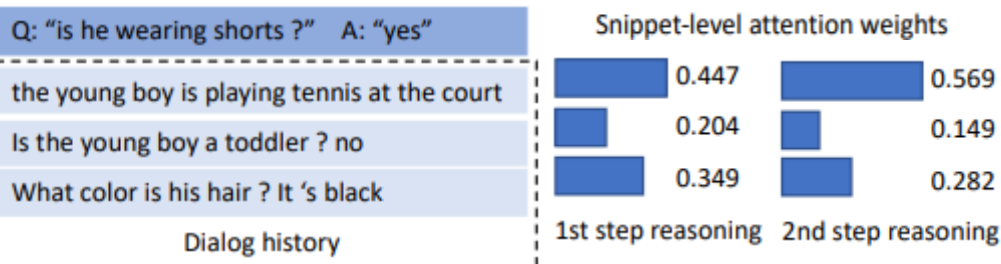 Q: “is he wearing shorts ?” A: “yes”
Snippet-level attention weights
the young boy is playing tennis at the court
0.447
0.569
Is the young boy a toddler ? no
0.204
0.149
What color is his hair ? It ‘s black
0.349
0.282
Dialog history
1st step reasoning
2nd step reasoning